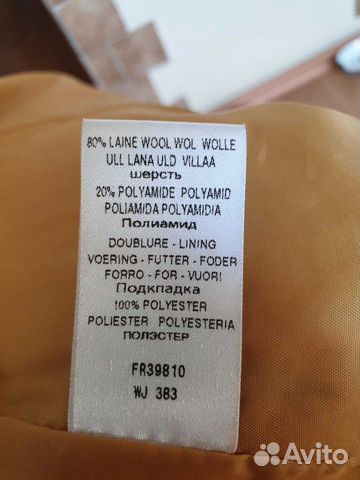 80% LAINE WOOL WOL WOLLE
ULL LANA ULD VILLAA
шерсть
20% POLYAMIDE POLYAMID
POLIAMIDA POLYAMIDIA
Полиамид
DOUBLURE - LINING
VOERING - FUTTER - FODER
FORRO - FOR - VUORI
Подкладка
100% POLYESTER
POLIESTER POLYESTERIA
ПОЛЭСТЕР
FR39810
WJ 383
Avito